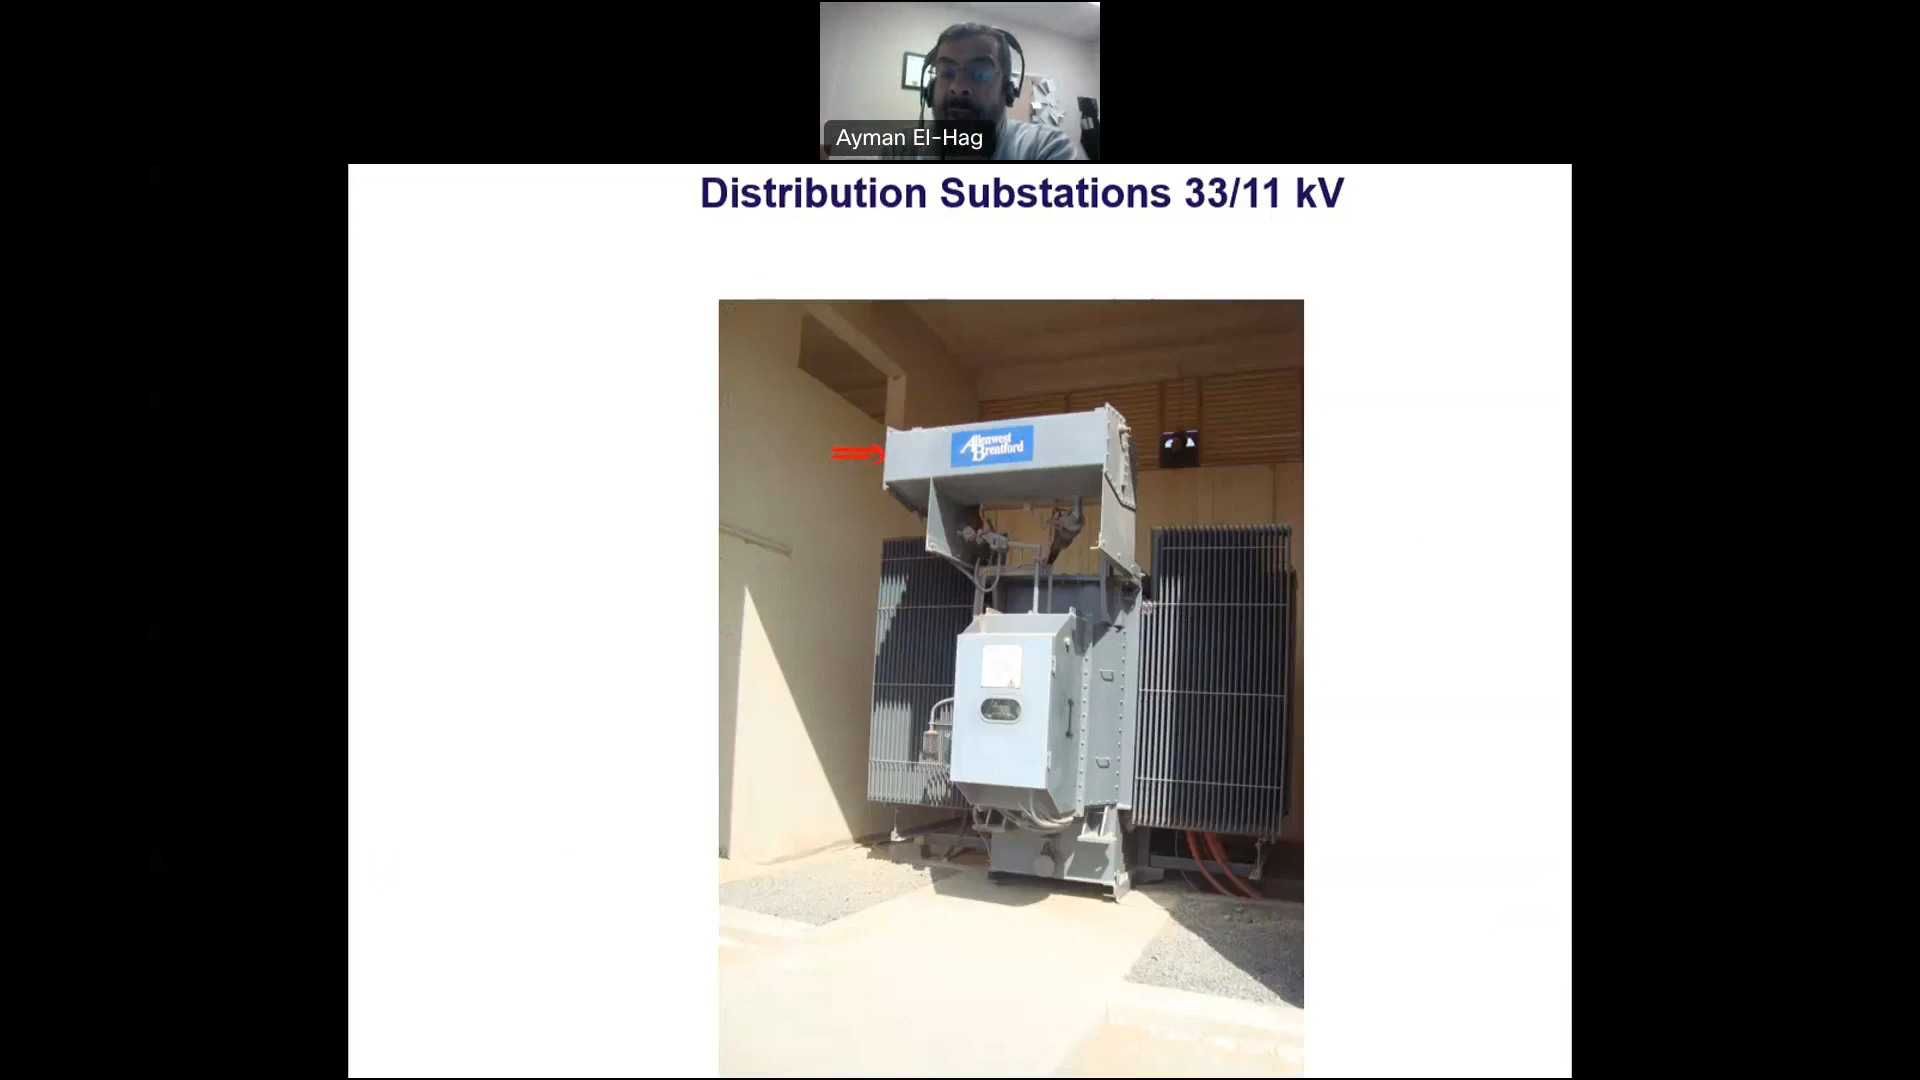 Ayman El-Hag
Distribution Substations 33/11 kV
Allenwest
Brentford